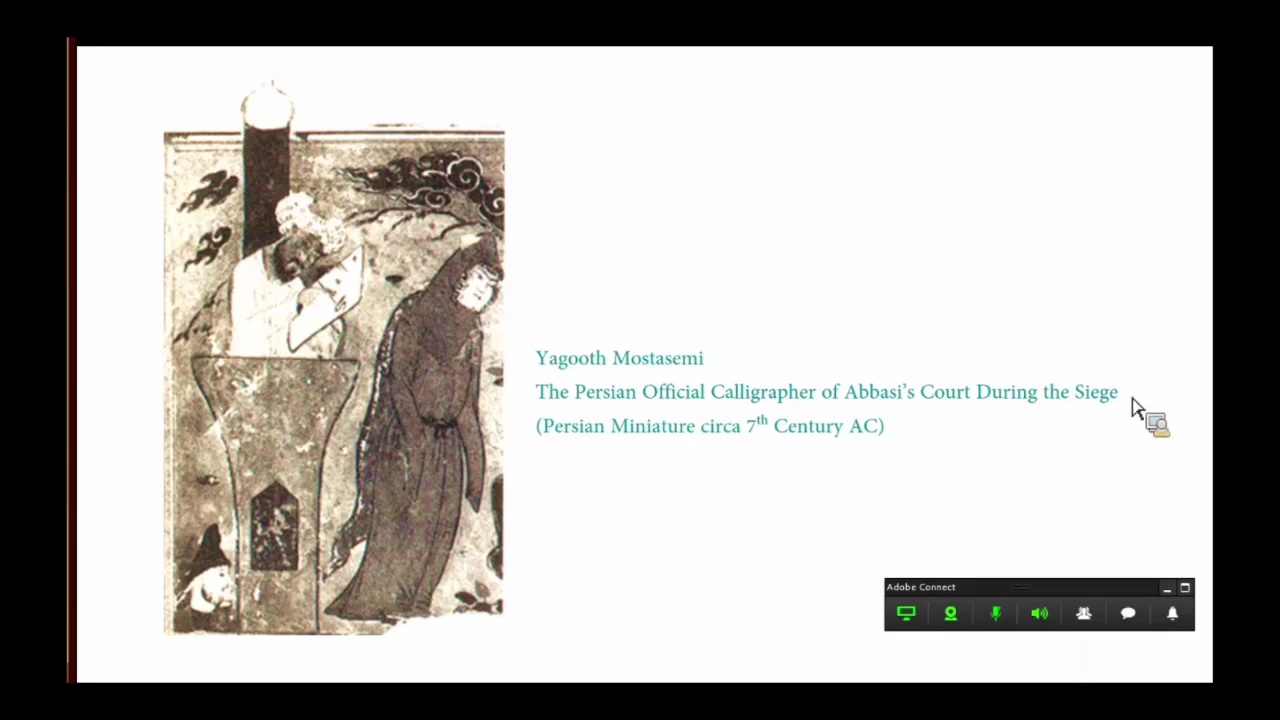 Yagooth Mostasemi
The Persian Official Calligrapher of Abbasi’s Court During the Siege
(Persian Miniature circa 7th Century AC)
Adobe Connect